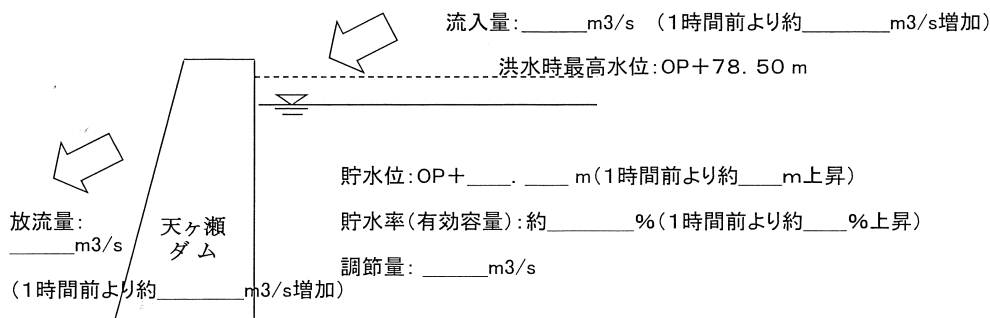 流入量:______m3/s (1時間前より約________m3/s増加)
洪水時最高水位:OP+78.50 m
貯水位:OP+____.____ m(1時間前より約____m上昇)
貯水率(有効容量):約________%(1時間前より約____%上昇)
調節量: ______m3/s
放流量:
______m3/s
(1時間前より約________m3/s増加)
天ヶ瀬
ダム